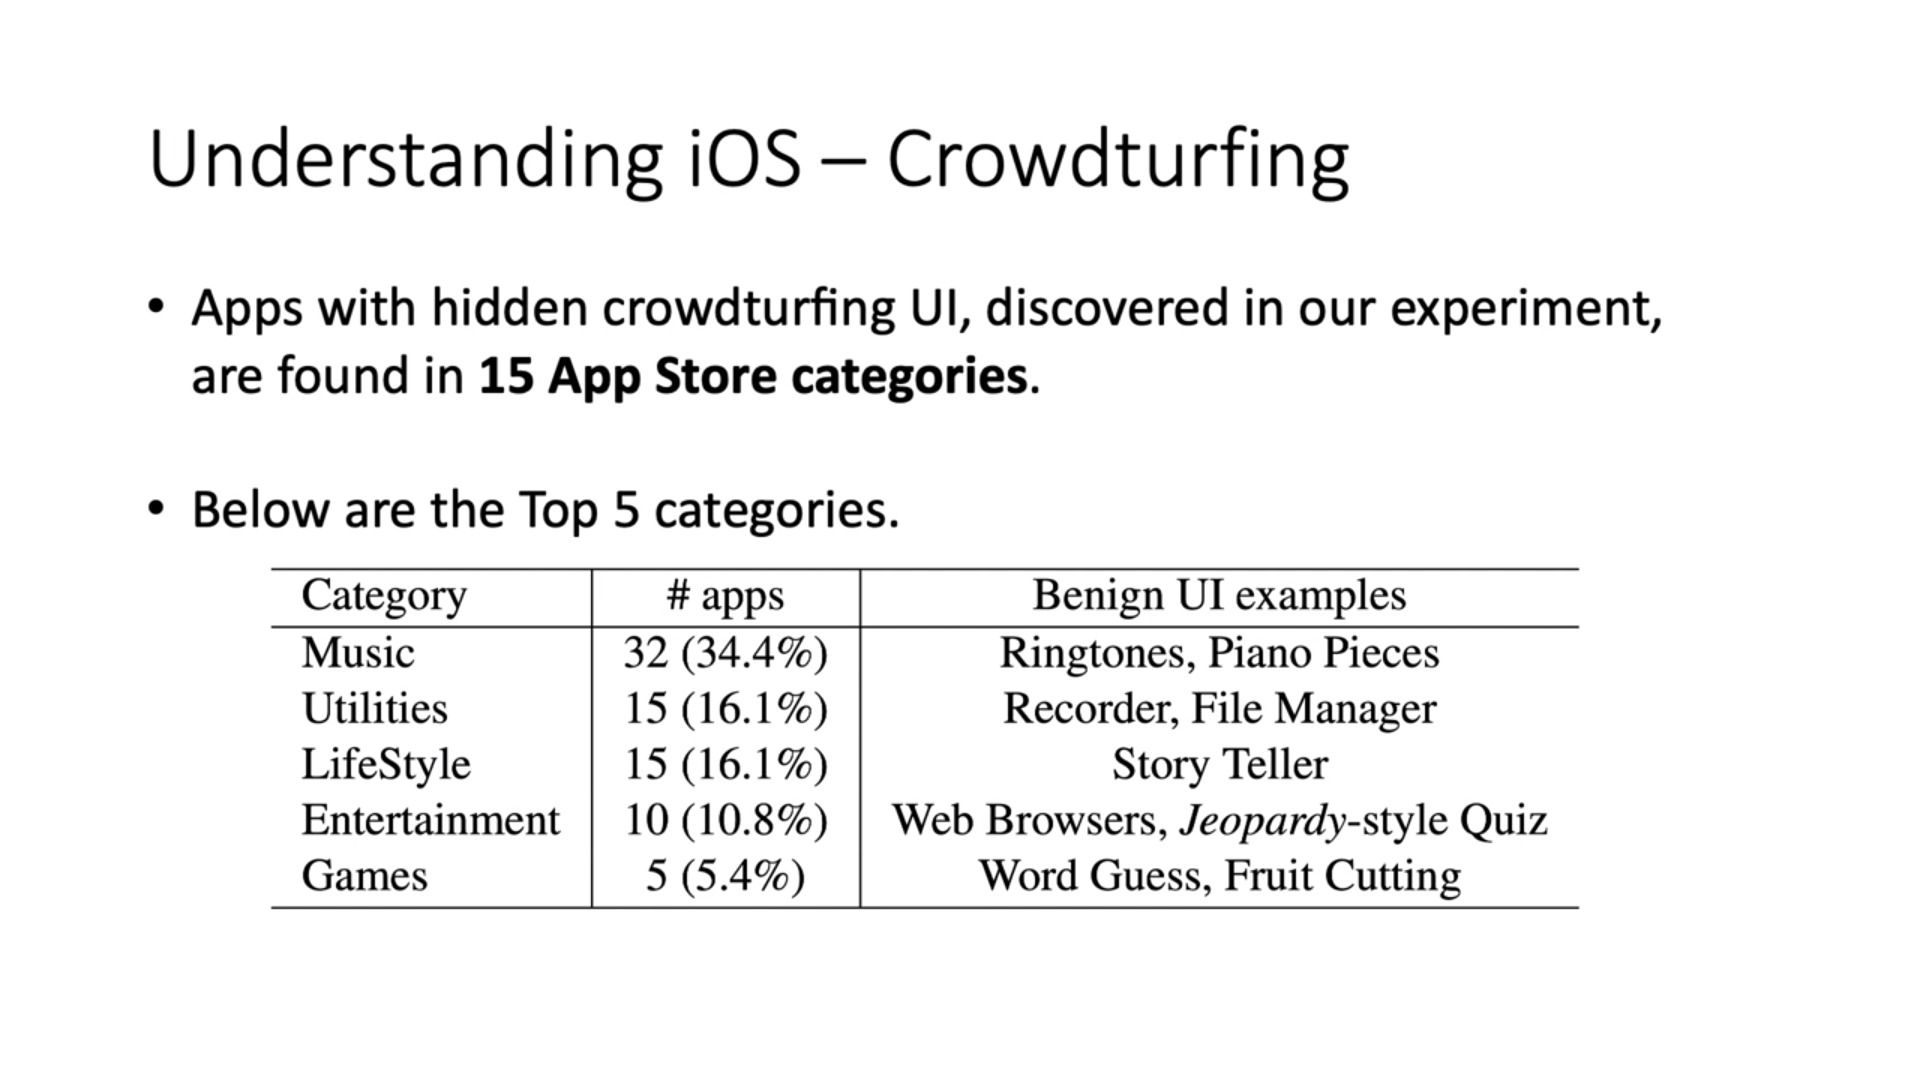 Understanding iOS – Crowdturfing
• Apps with hidden crowdturfing UI, discovered in our experiment,
are found in 15 App Store categories.
• Below are the Top 5 categories.
Category # apps Benign UI examples
Music 32 (34.4%) Ringtones, Piano Pieces
Utilities 15 (16.1%) Recorder, File Manager
LifeStyle 15 (16.1%) Story Teller
Entertainment 10 (10.8%) Web Browsers, Jeopardy-style Quiz
Games 5 (5.4%) Word Guess, Fruit Cutting